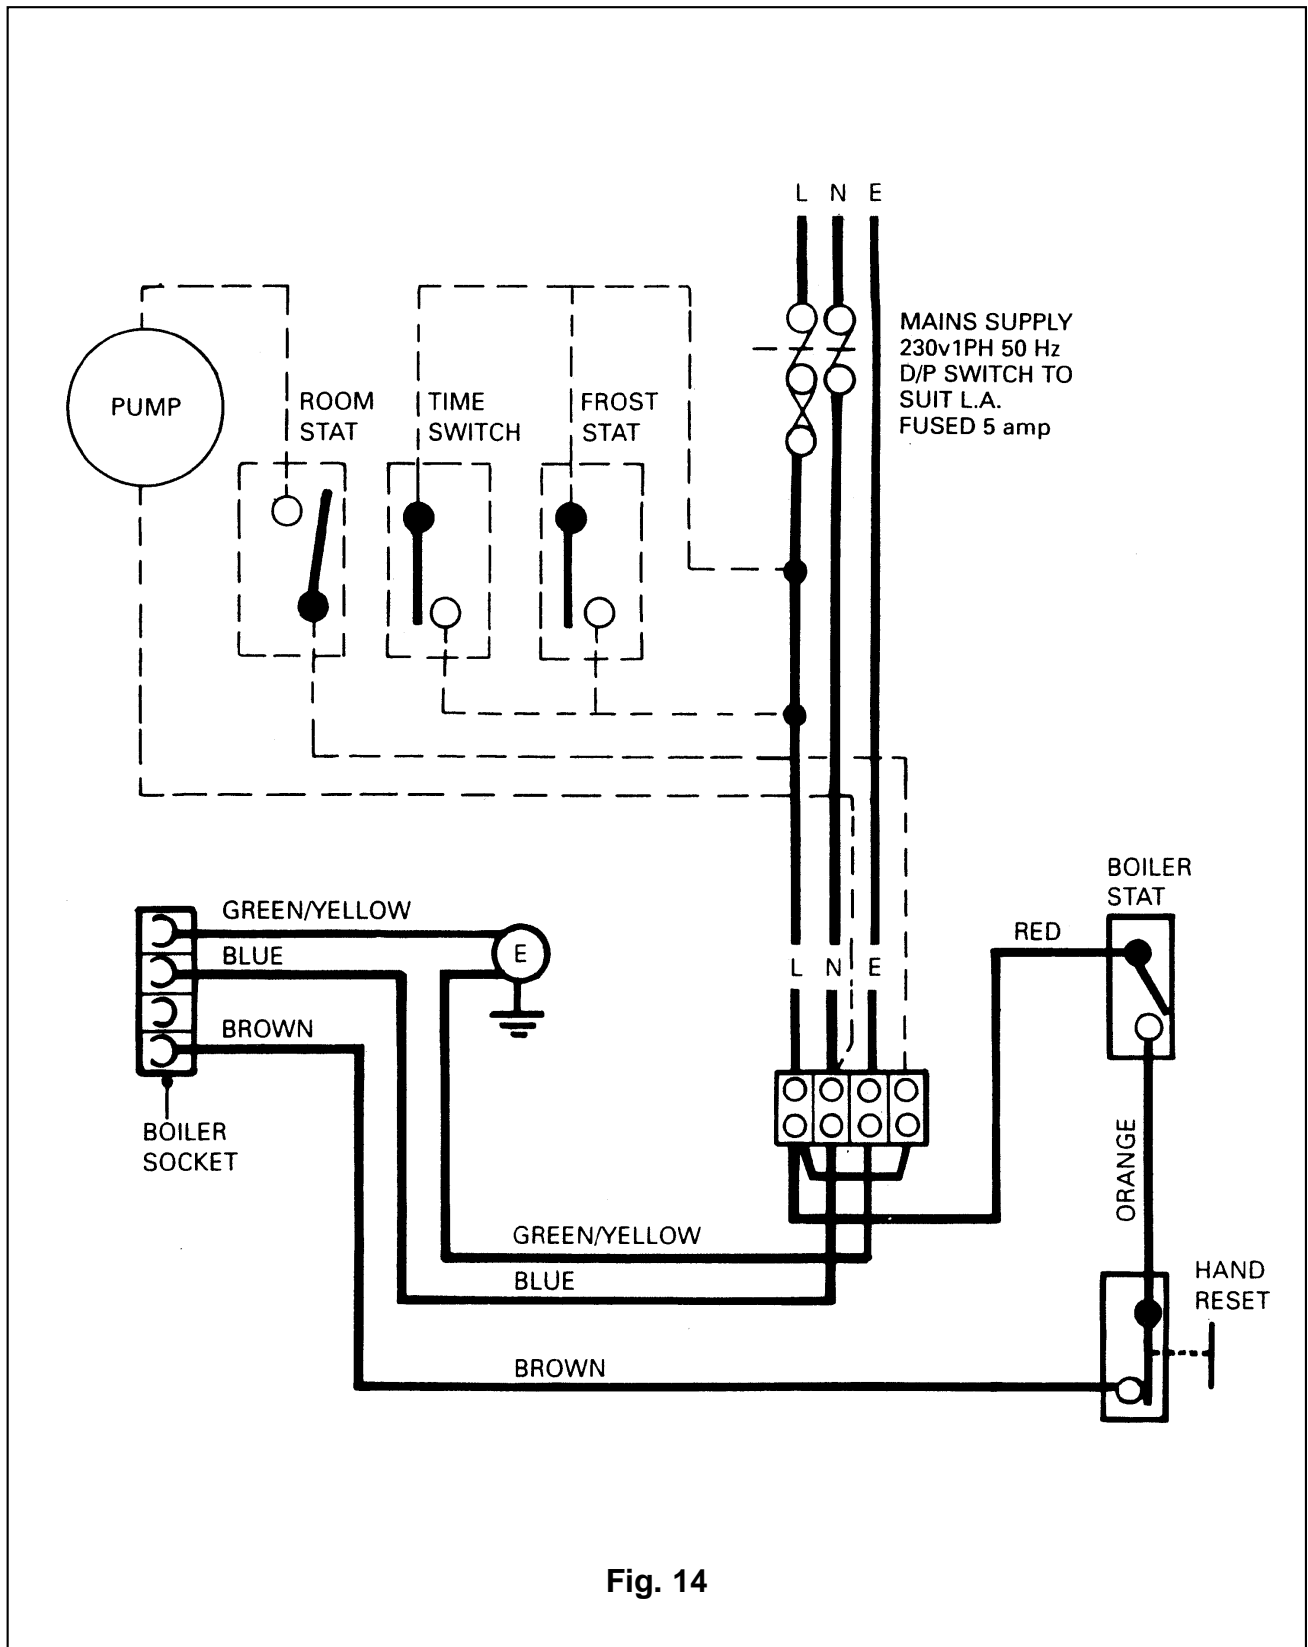 L N E
MAINS SUPPLY
230v1PH 50 Hz
D/P SWITCH TO
SUIT L.A.
FUSED 5 amp
PUMP
ROOM
STAT
TIME
SWITCH
FROST
STAT
BOILER
STAT
GREEN/YELLOW
BLUE
BROWN
E
L N E
RED
BOILER
SOCKET
ORANGE
GREEN/YELLOW
BLUE
HAND
RESET
BROWN
Fig. 14